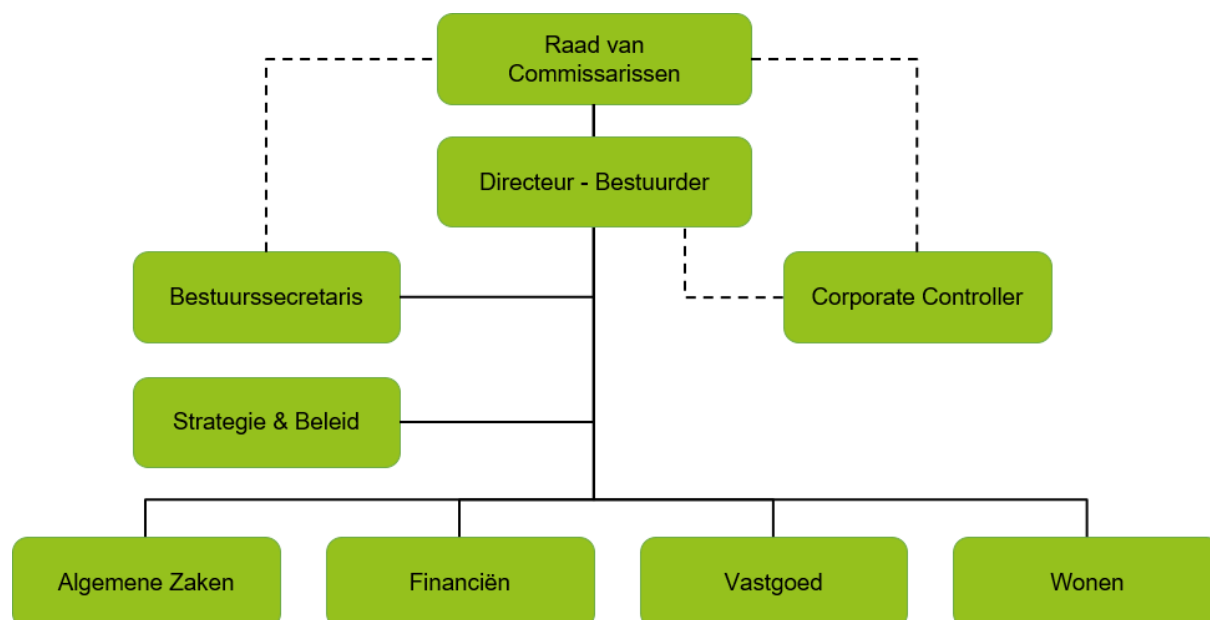 Raad van
Commissarissen
Directeur - Bestuurder
Bestuurssecretaris
Corporate Controller
Strategie & Beleid
Algemene Zaken
Financiën
Vastgoed
Wonen